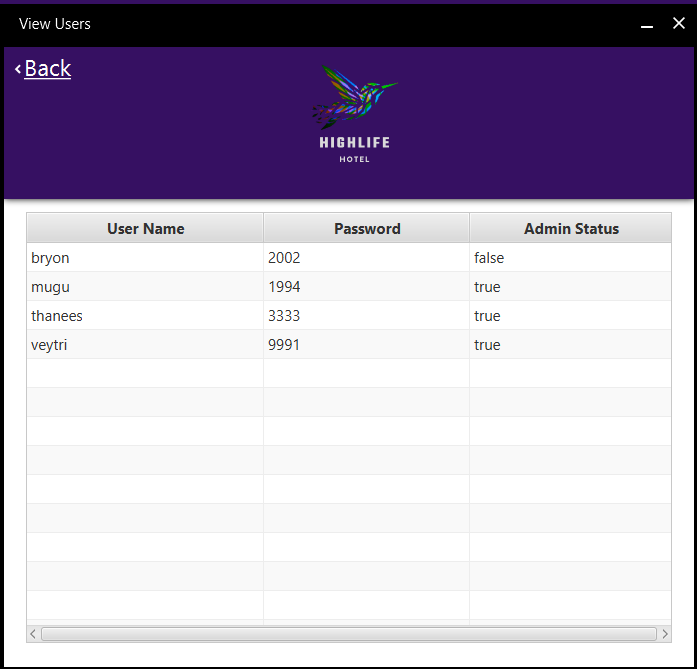 View Users
‹Back
HIGHLIFE
HOTEL
User Name Password Admin Status
bryon 2002 false
mugu 1994 true
thanees 3333 true
veytri 9991 true